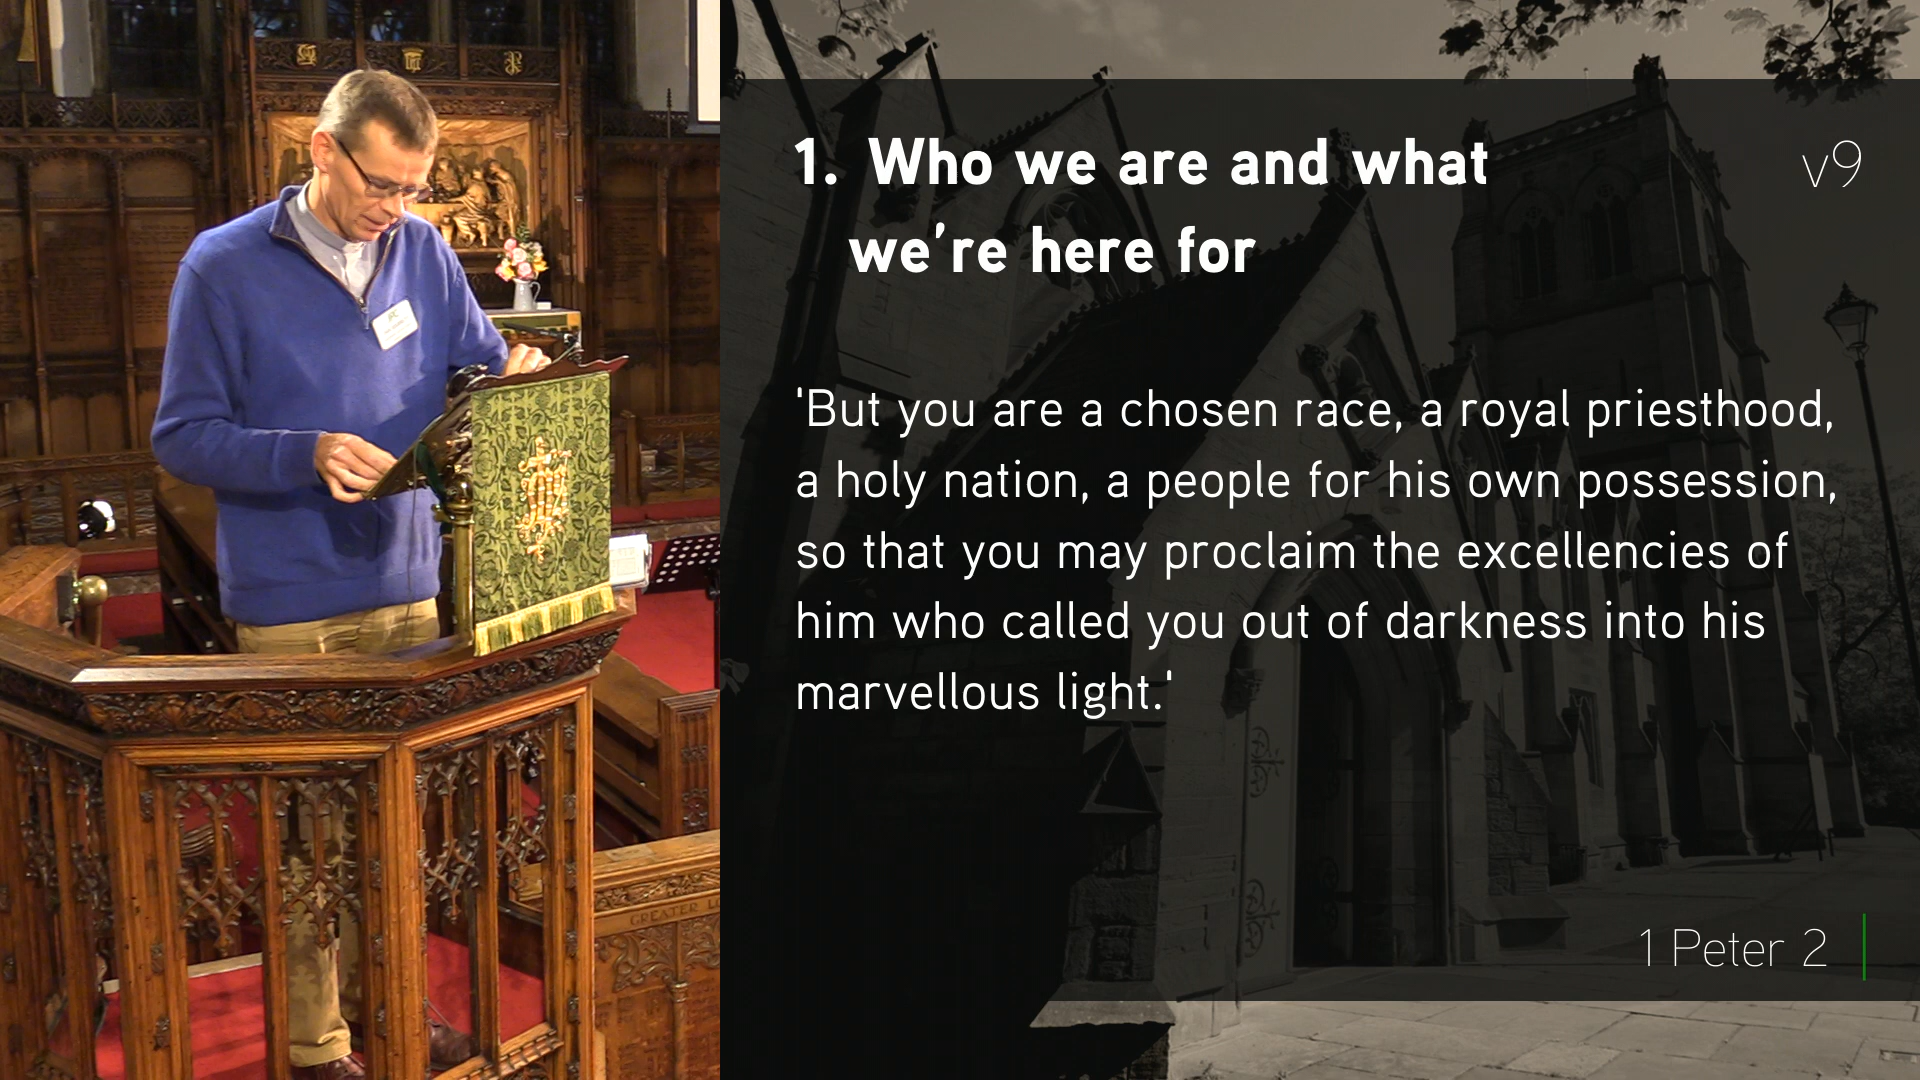 1. Who we are and what
we're here for
v9
'But you are a chosen race, a royal priesthood,
a holy nation, a people for his own possession,
so that you may proclaim the excellencies of
him who called you out of darkness into his
marvellous light.'
1 Peter 2
GREATER